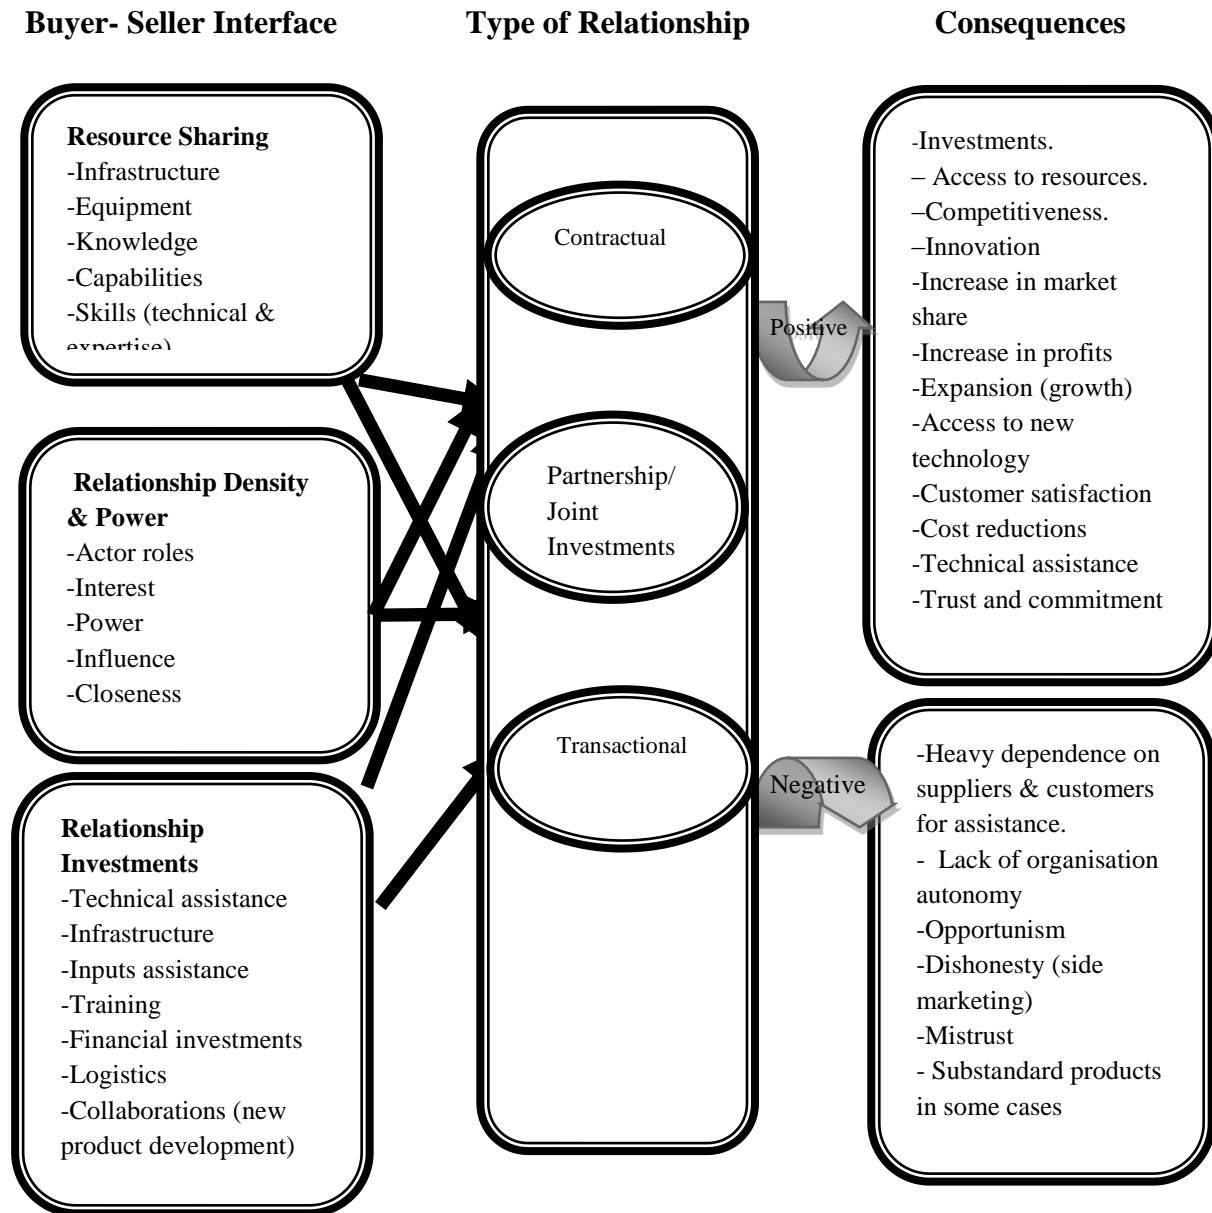 Buyer- Seller Interface
Type of Relationship
Consequences
Resource Sharing
-Infrastructure
-Equipment
-Knowledge
-Capabilities
-Skills (technical &
expertise)
Relationship Density
& Power
-Actor roles
-Interest
-Power
-Influence
-Closeness
Relationship
Investments
-Technical assistance
-Infrastructure
-Inputs assistance
-Training
-Financial investments
-Logistics
-Collaborations (new
product development)
Contractual
Partnership/
Joint
Investments
Transactional
Positive
Negative
-Investments.
– Access to resources.
–Competitiveness.
–Innovation
-Increase in market
share
-Increase in profits
-Expansion (growth)
-Access to new
technology
-Customer satisfaction
-Cost reductions
-Technical assistance
-Trust and commitment
-Heavy dependence on
suppliers & customers
for assistance.
- Lack of organisation
autonomy
-Opportunism
-Dishonesty (side
marketing)
-Mistrust
- Substandard products
in some cases